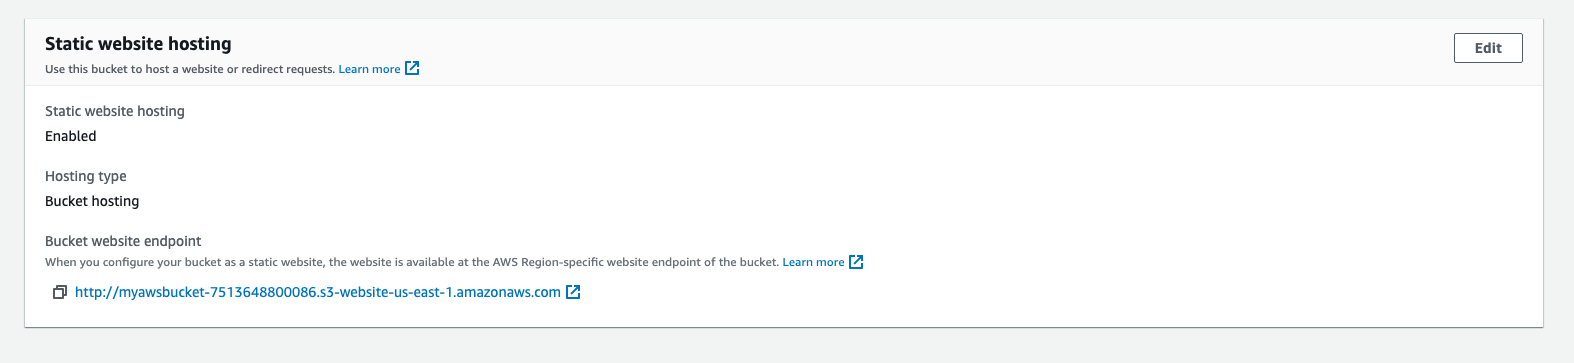 Static website hosting
Edit
Use this bucket to host a website or redirect requests. Learn more
Static website hosting
Enabled
Hosting type
Bucket hosting
Bucket website endpoint
When you configure your bucket as a static website, the website is available at the AWS Region-specific website endpoint of the bucket. Learn more
http://myawsbucket-7513648800086.s3-website-us-east-1.amazonaws.com